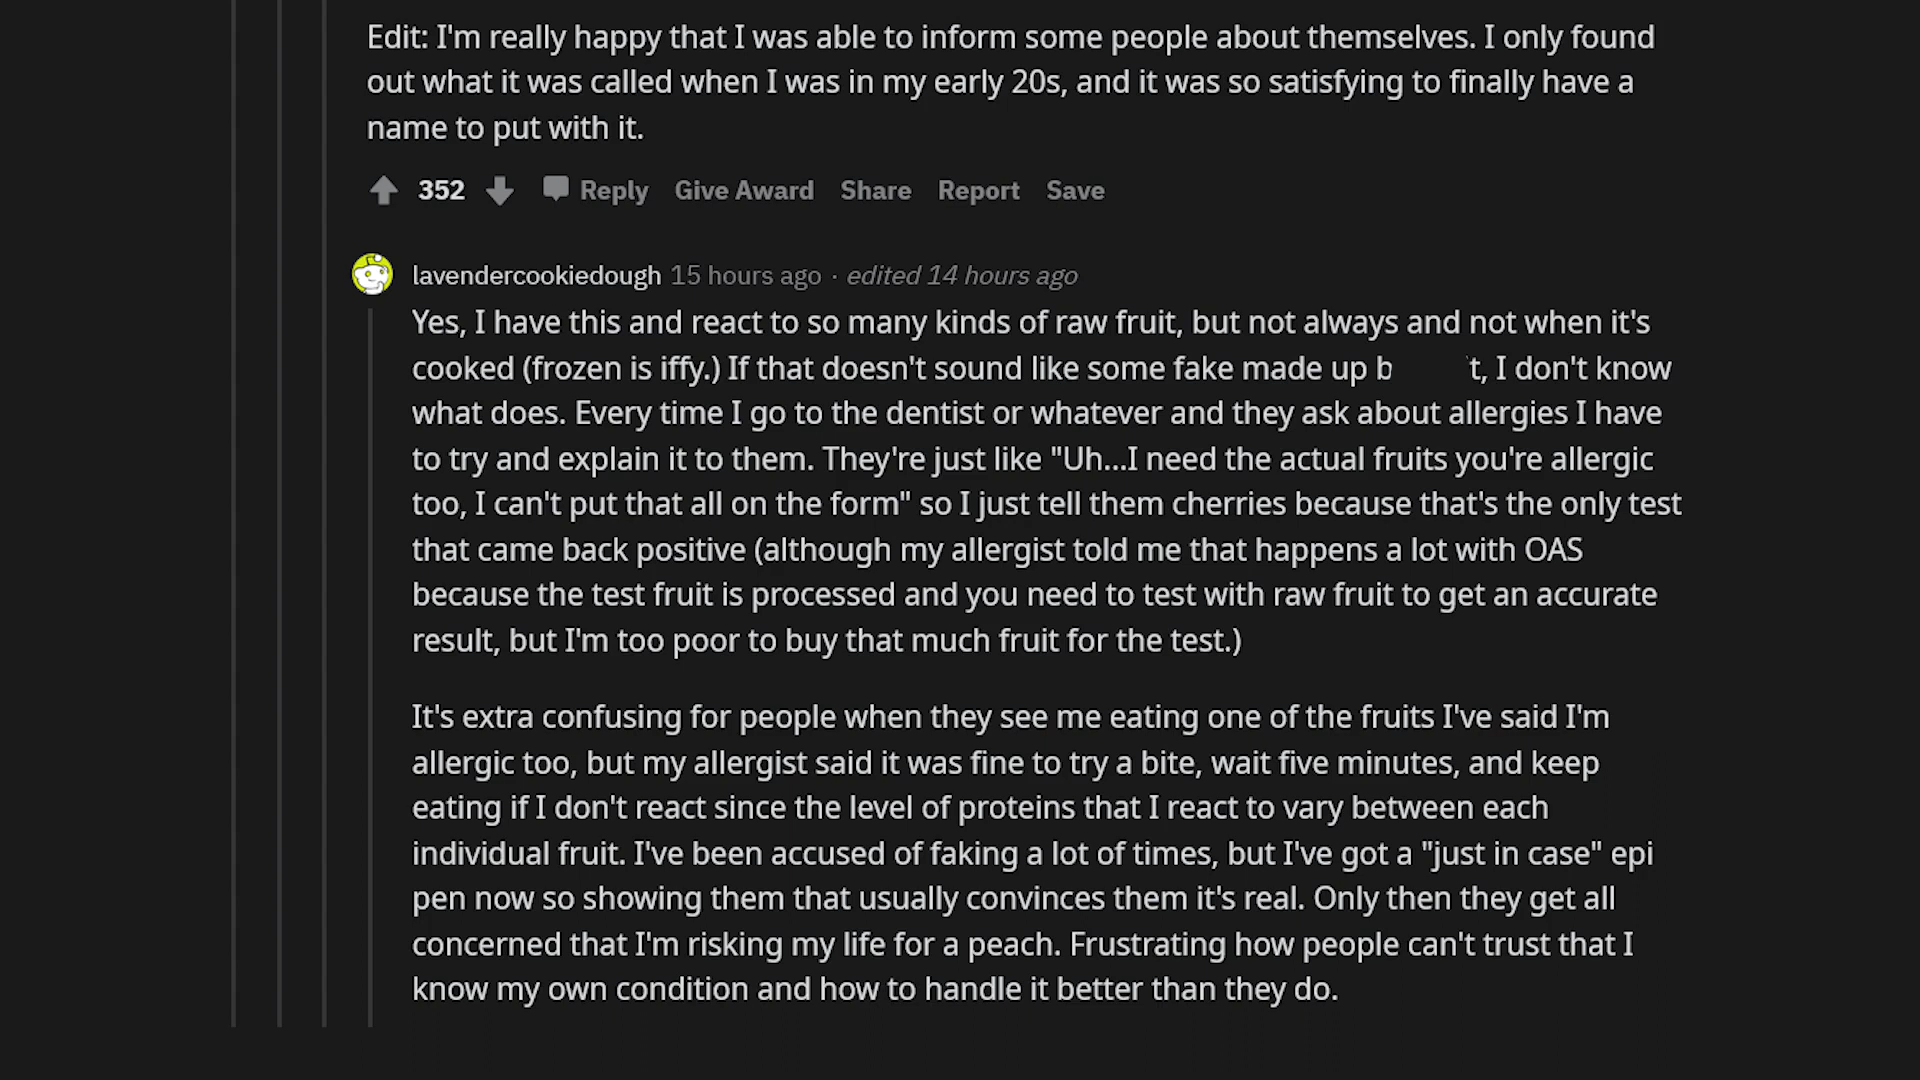 Edit: I'm really happy that I was able to inform some people about themselves. I only found
out what it was called when I was in my early 20s, and it was so satisfying to finally have a
name to put with it.
352 Reply Give Award Share Report Save
lavendercookiedough 15 hours ago · edited 14 hours ago
Yes, I have this and react to so many kinds of raw fruit, but not always and not when it's
cooked (frozen is iffy.) If that doesn't sound like some fake made up b t, I don't know
what does. Every time I go to the dentist or whatever and they ask about allergies I have
to try and explain it to them. They're just like "Uh...I need the actual fruits you're allergic
too, I can't put that all on the form" so I just tell them cherries because that's the only test
that came back positive (although my allergist told me that happens a lot with OAS
because the test fruit is processed and you need to test with raw fruit to get an accurate
result, but I'm too poor to buy that much fruit for the test.)
It's extra confusing for people when they see me eating one of the fruits I've said I'm
allergic too, but my allergist said it was fine to try a bite, wait five minutes, and keep
eating if I don't react since the level of proteins that I react to vary between each
individual fruit. I've been accused of faking a lot of times, but I've got a "just in case" epi
pen now so showing them that usually convinces them it's real. Only then they get all
concerned that I'm risking my life for a peach. Frustrating how people can't trust that I
know my own condition and how to handle it better than they do.